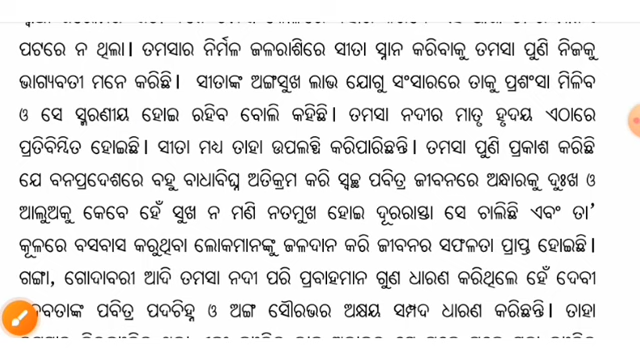 ପଟରେ ନ ଥିଲା । ତମସାର ନିର୍ମଳ ଜଳରାଶିରେ ସୀତା ସ୍ନାନ କରିବାକୁ ତମସା ପୁଣି ନିଜକୁ
ଭାଗ୍ୟବତୀ ମନେ କରିଛି । ସୀତାଙ୍କ ଅଙ୍ଗସୁଖ ଲାଭ ଯୋଗୁ ସଂସାରରେ ତାକୁ ପ୍ରଶଂସା ମିଳିବ
ଓ ସେ ସ୍ମରଣୀୟ ହୋଇ ରହିବ ବୋଲି କହିଛି । ତମସା ନଦୀର ମାତୃ ହୃଦୟ ଏଠାରେ
ପ୍ରତିବିମ୍ବିତ ହୋଇଛି । ସୀତା ମଧ୍ୟ ତାହା ଉପଲବ୍ଧି କରିପାରିଛନ୍ତି । ତମସା ପୁଣି ପ୍ରକାଶ କରିଛି
ଯେ ବନପ୍ରଦେଶରେ ବହୁ ବାଧାବିଘ୍ନ ଅତିକ୍ରମ କରି ସ୍ୱଚ୍ଛ ପବିତ୍ର ଜୀବନରେ ଅନ୍ଧାରକୁ ଦୁଃଖ ଓ
ଆଲୁଅକୁ କେବେ ହେଁ ସୁଖ ନ ମଣି ନତମୁଖ ହୋଇ ଦୂରରାସ୍ତା ସେ ଚାଲିଛି ଏବଂ ତା’
କୂଳରେ ବସବାସ କରୁଥିବା ଲୋକମାନଙ୍କୁ ଜଳଦାନ କରି ଜୀବନର ସଫଳତା ପ୍ରାପ୍ତ ହୋଇଛି ।
ଗଙ୍ଗା, ଗୋଦାବରୀ ଆଦି ତମସା ନଦୀ ପରି ପ୍ରବାହମାନ ଗୁଣ ଧାରଣ କରିଥିଲେ ହେଁ ଦେବୀ
ପବିତ୍ର ପଦଚିହ୍ନ ଓ ଅଙ୍ଗ ସୌରଭର ଅକ୍ଷୟ ସମ୍ପଦ ଧାରଣ କରିଛନ୍ତି । ତାହା